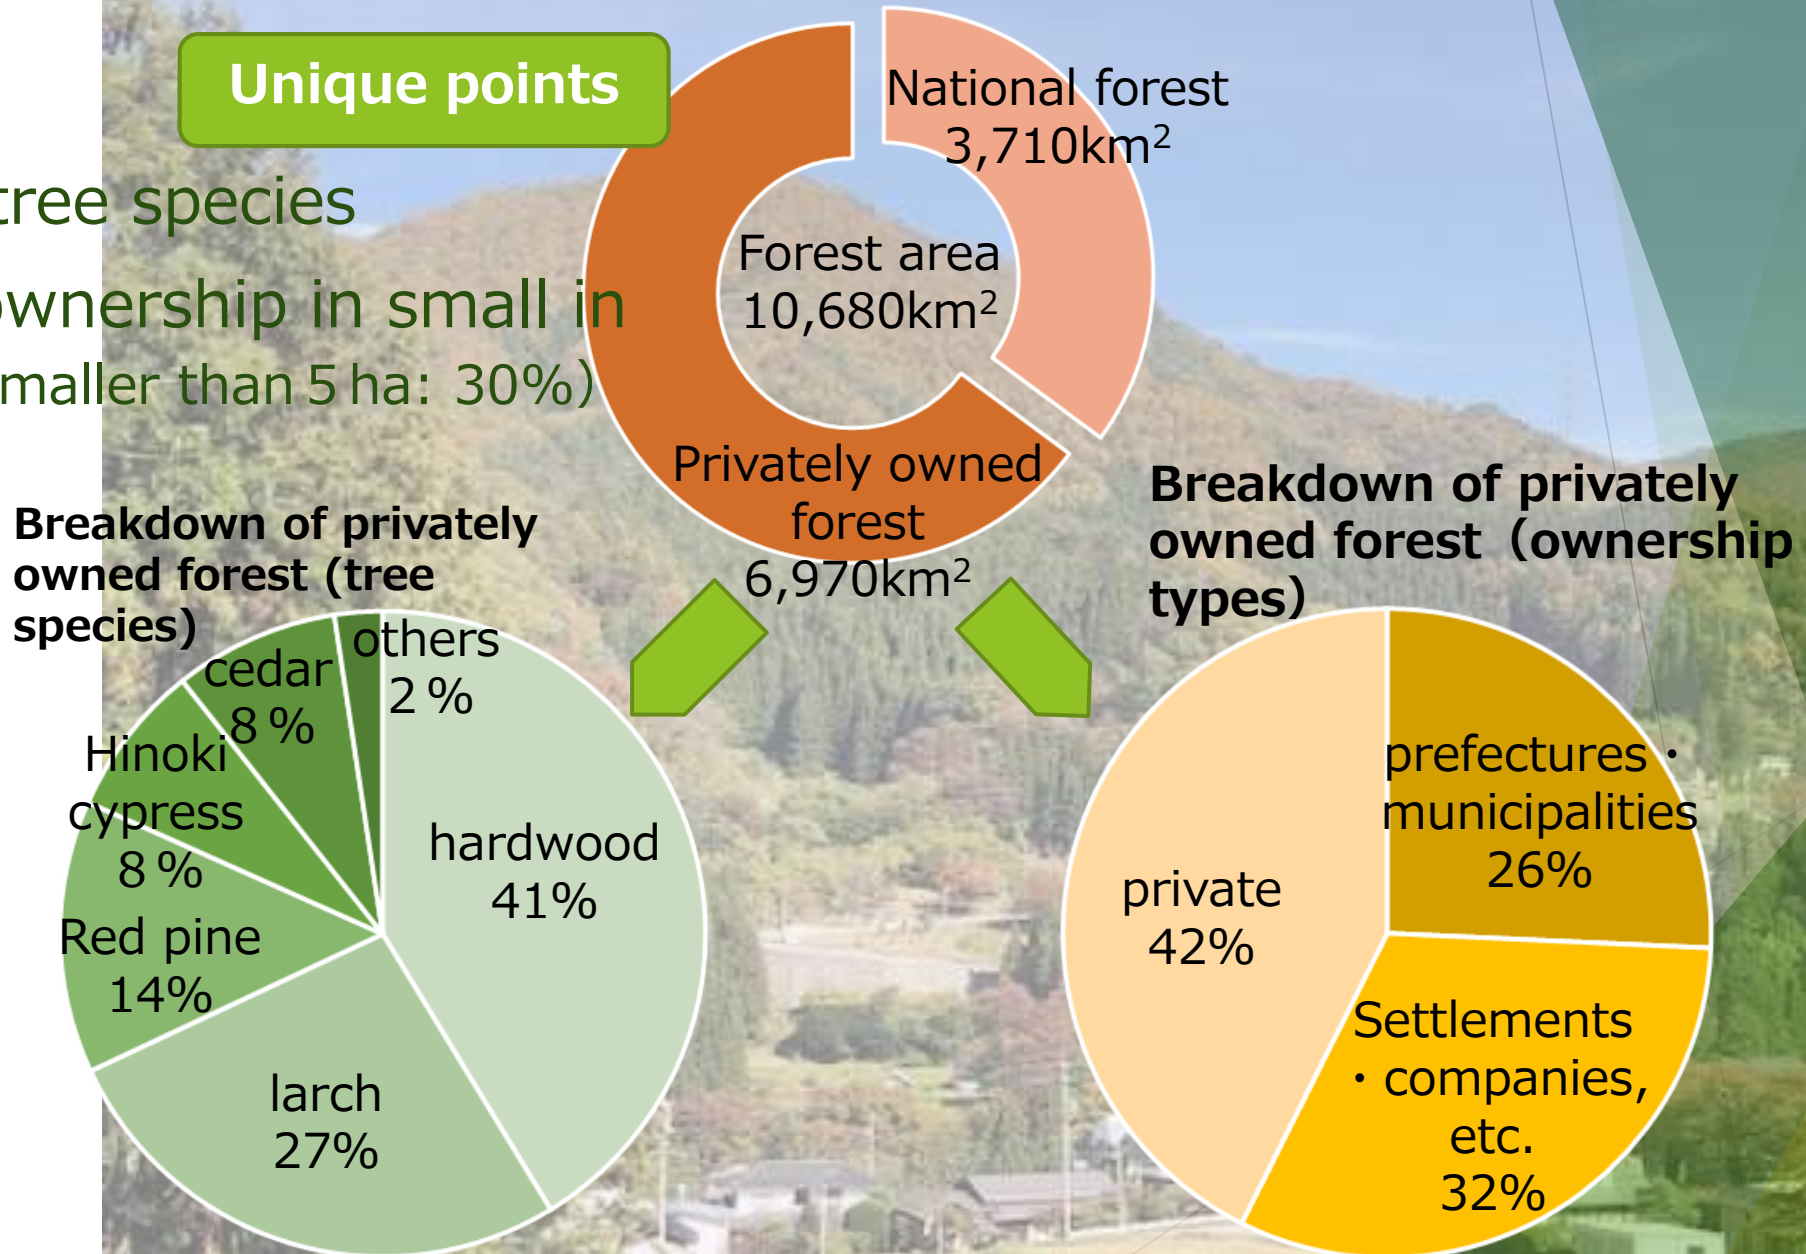 Unique points
tree species
ownership in small in
maller than 5 ha: 30%)
National forest
3,710km²
Forest area
10,680km²
Privately owned
forest
6,970km²
Breakdown of privately
owned forest (tree
species)
others
2 %
cedar
8 %
Hinoki
cypress
8 %
Red pine
14%
larch
27%
hardwood
41%
Breakdown of privately
owned forest（ownership
types）
prefectures・
municipalities
26%
private
42%
Settlements
・companies,
etc.
32%